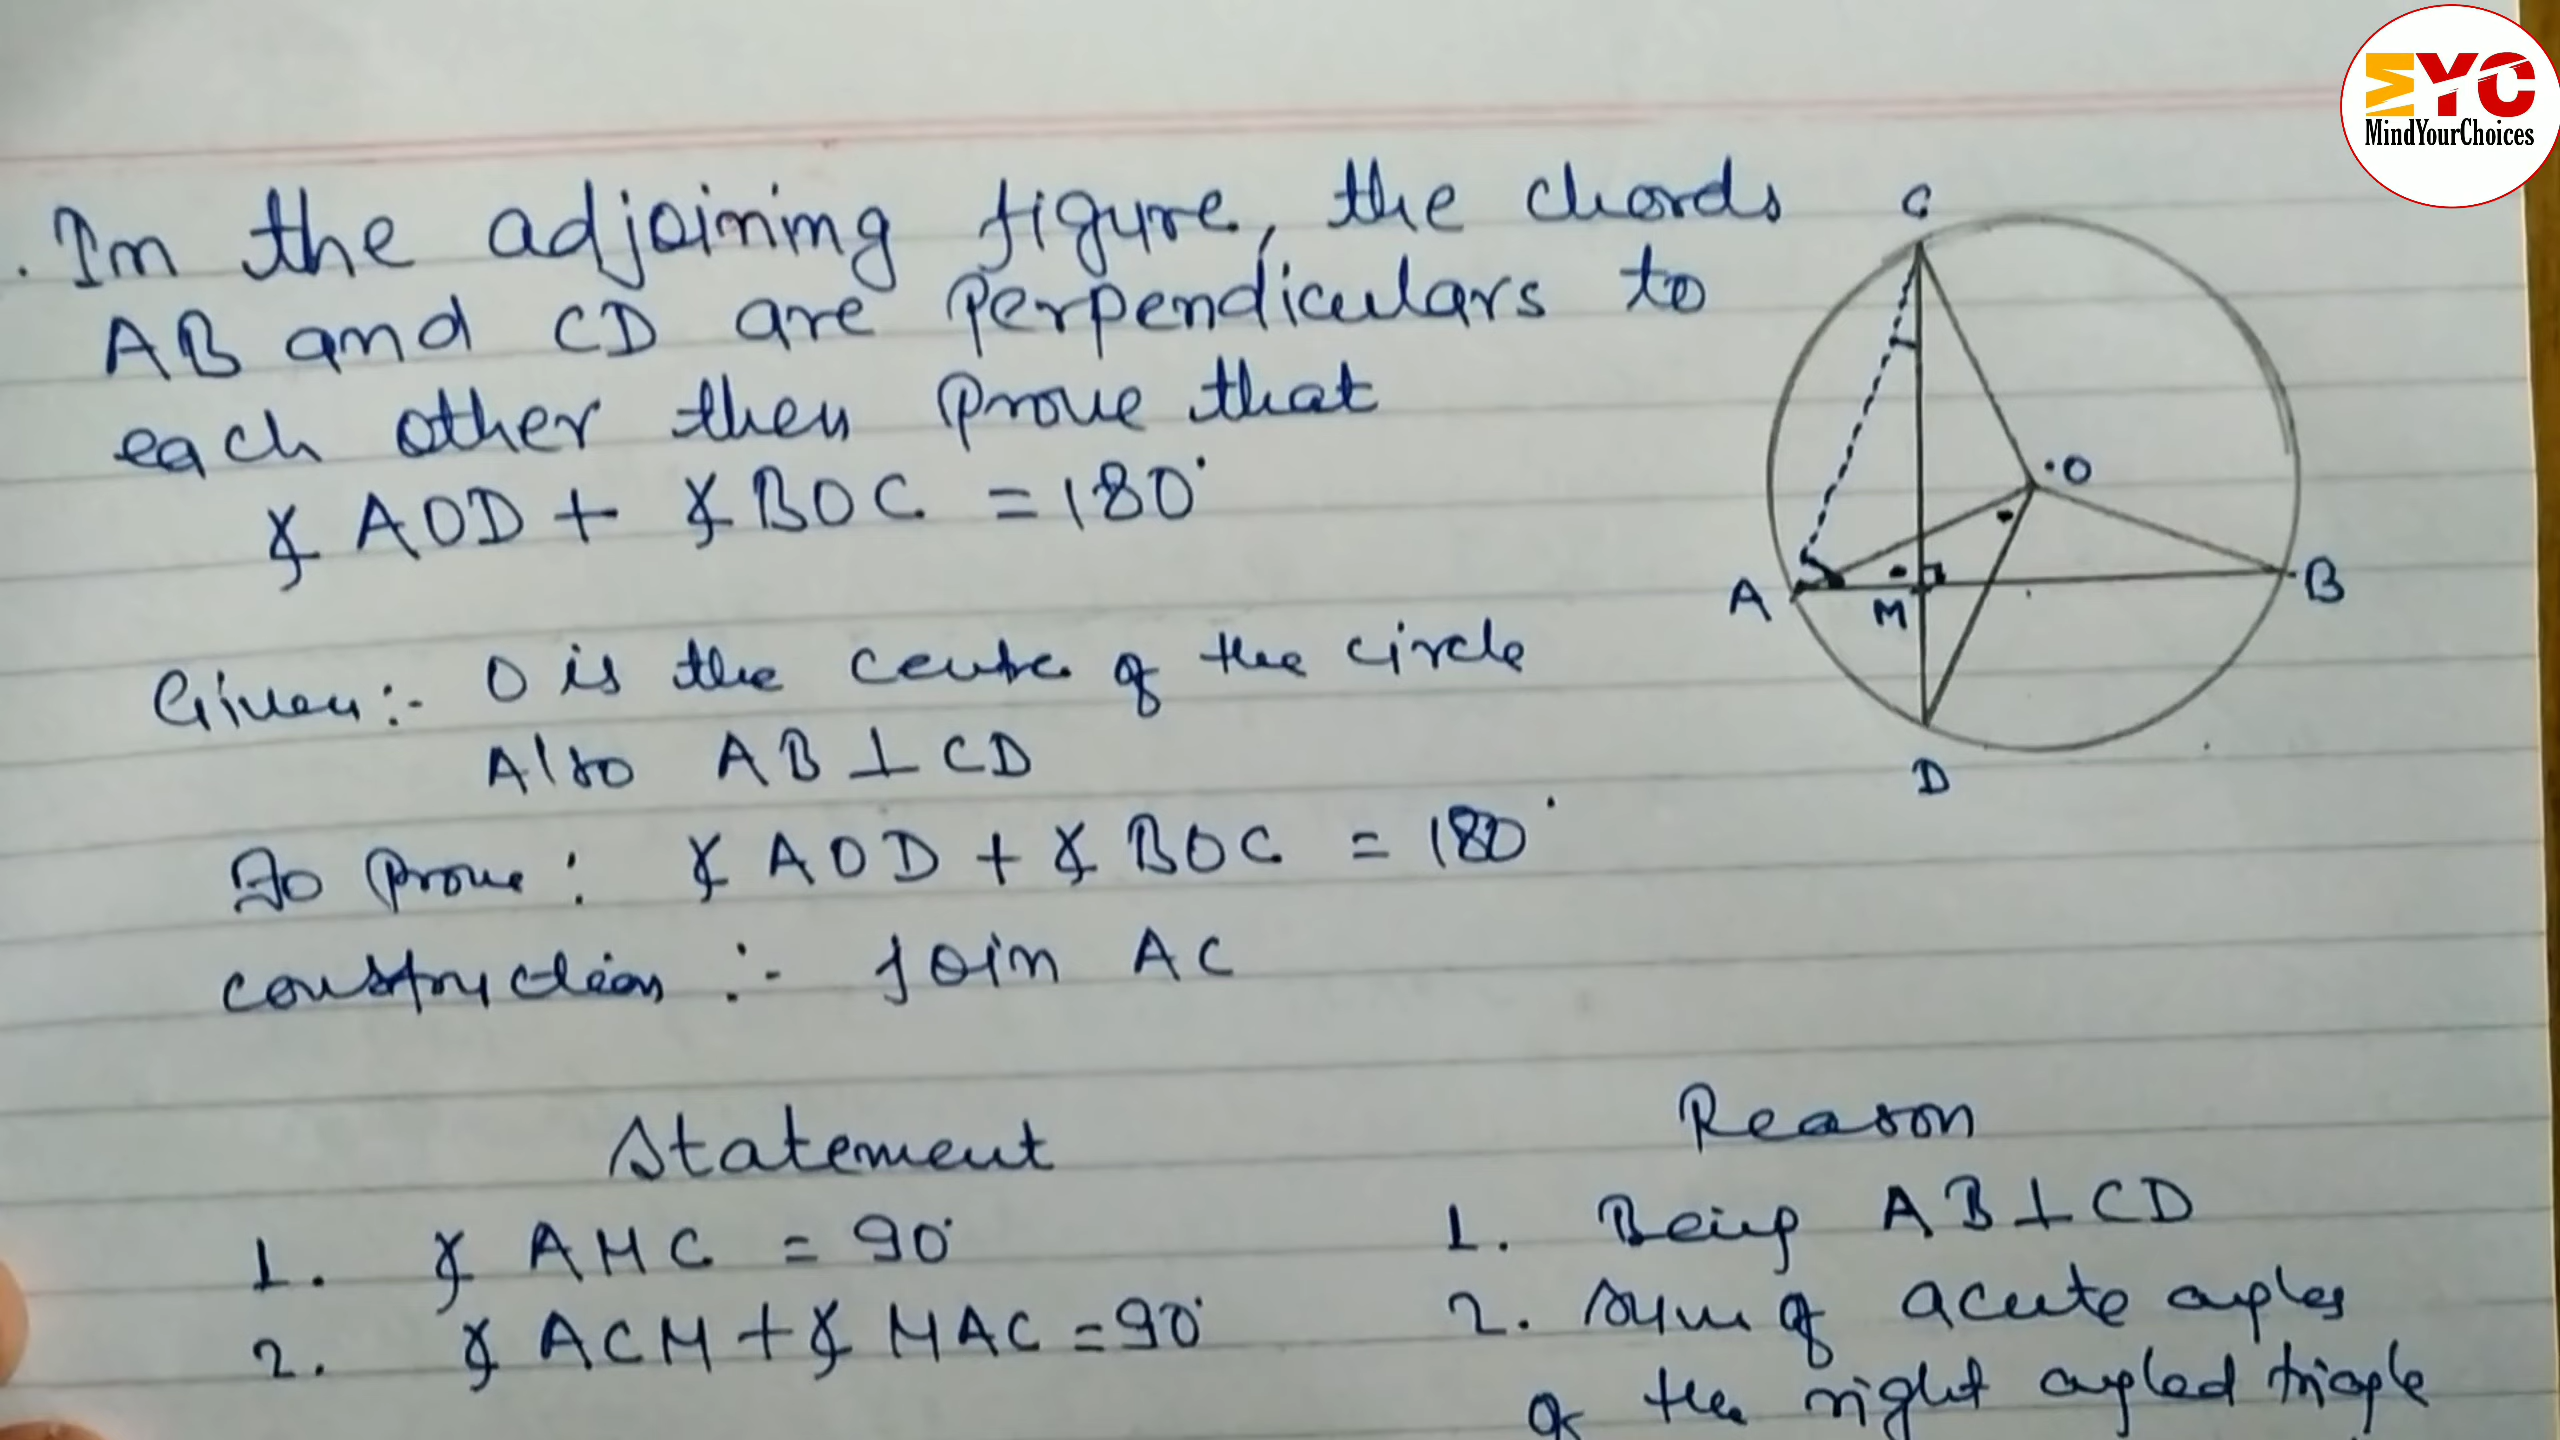 MYC
MindYourChoices
. In the adjoining figure, the chords
AB and CD are Perpendiculars to
each other then prove that
∡ AOD + ∡ BOC = 180°
C
·O
A
M
B
D
Given :- O is the centre of the circle
Also AB ⊥ CD
To prove : ∡ AOD + ∡ BOC = 180°
construction :- Join AC
Statement
Reason
1. ∡ AMC = 90°
1. Being AB ⊥ CD
2. ∡ ACM + ∡ MAC = 90°
2. sum of acute angles
of the right angled triangle